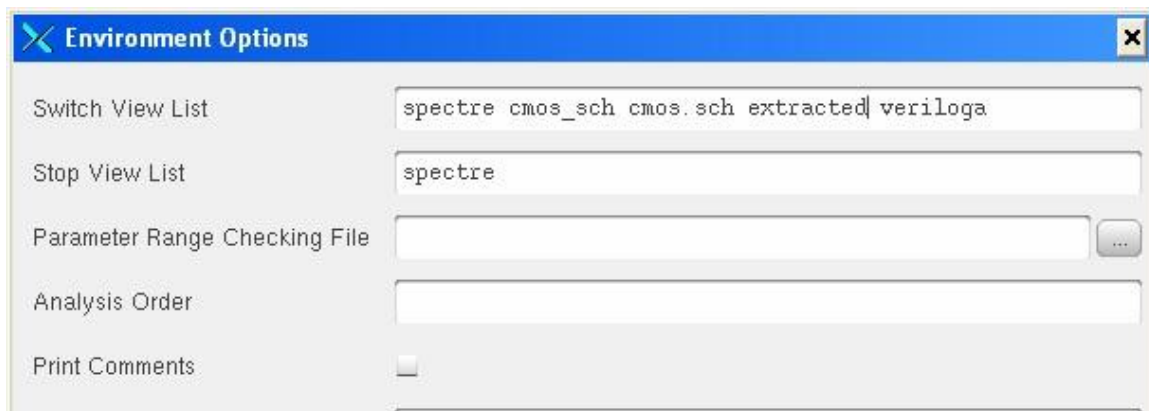 Environment Options
Switch View List spectre cmos_sch cmos.sch extracted veriloga
Stop View List spectre
Parameter Range Checking File ...
Analysis Order
Print Comments